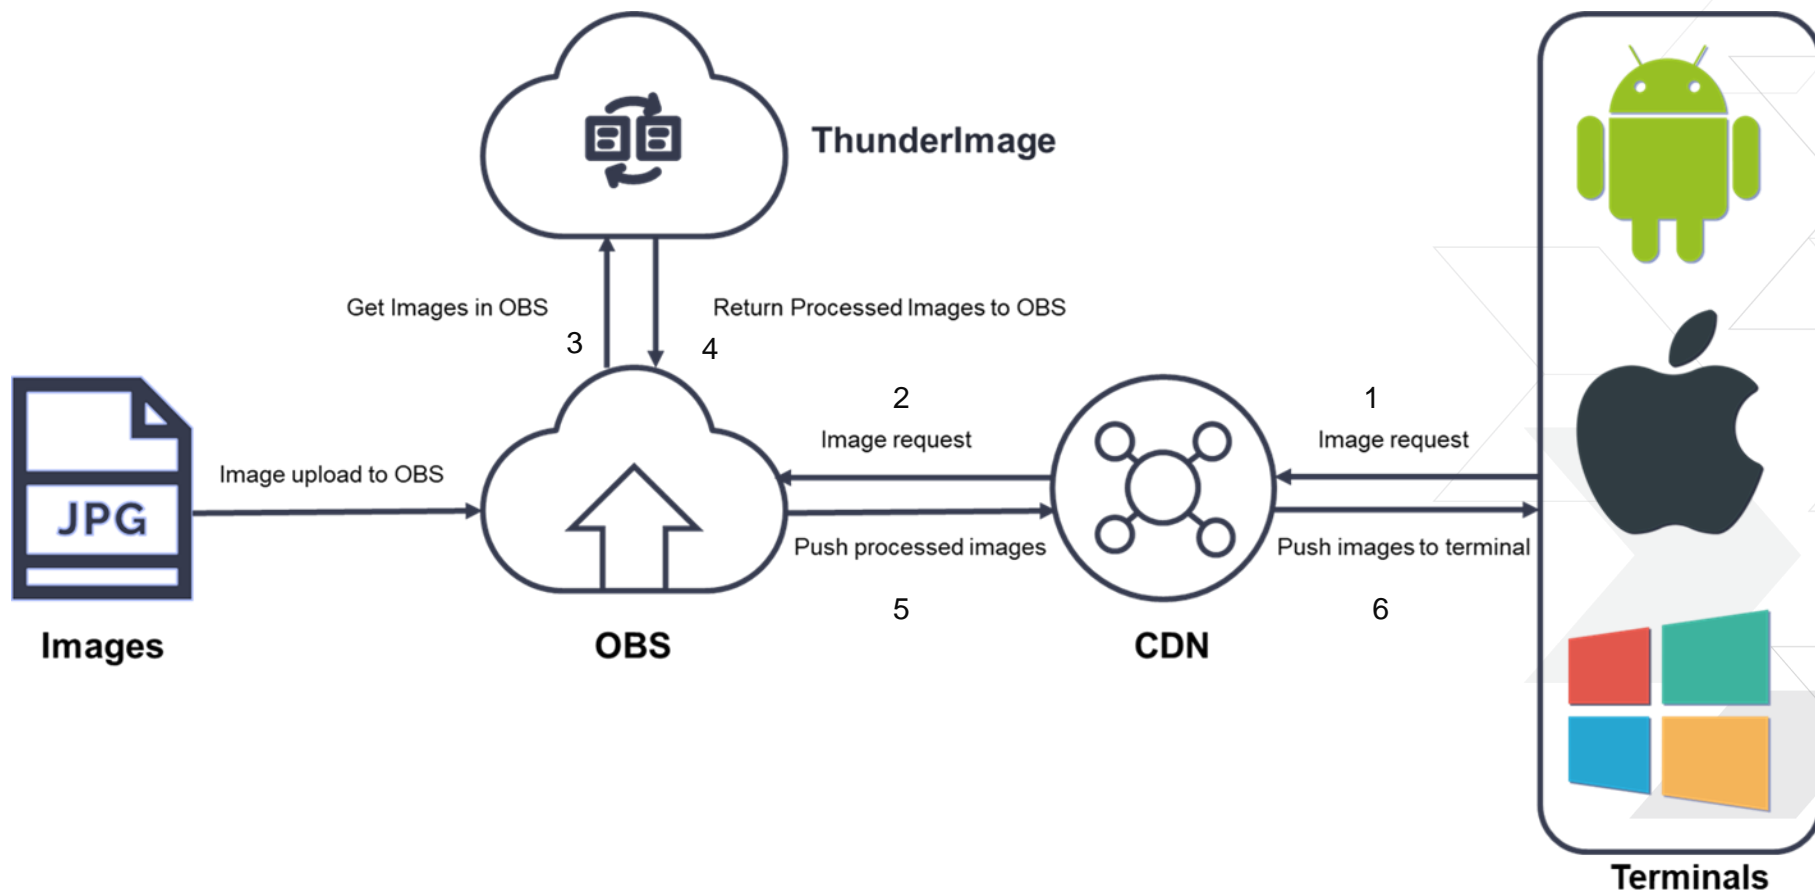 ThunderImage
Get Images in OBS
Return Processed Images to OBS
3
4
2
1
Image request
Image request
Image upload to OBS
JPG
Push processed images
Push images to terminal
5
6
Images
OBS
CDN
Terminals